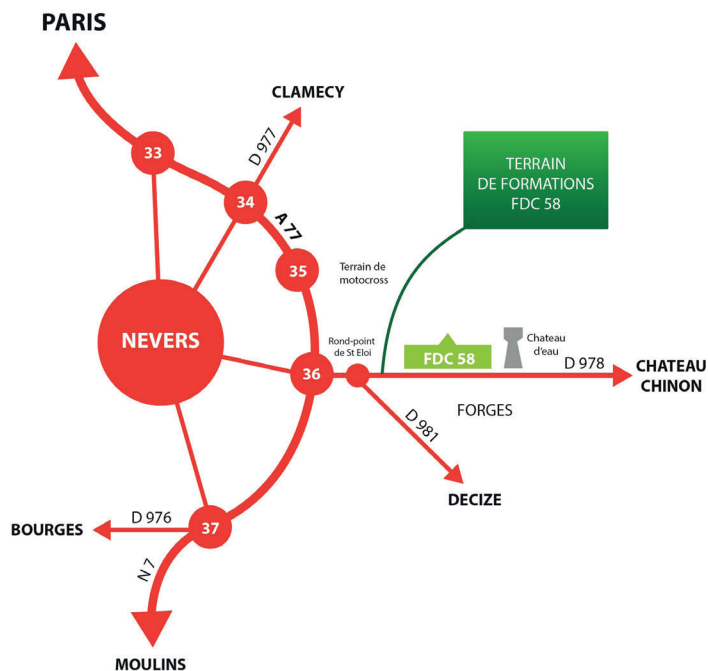 PARIS
CLAMECY
D 977
33
34
A 77
TERRAIN
DE FORMATIONS
FDC 58
35
Terrain de
motocross
NEVERS
Rond-point
de St Eloi
FDC 58
Chateau
d'eau
36
D 978
CHATEAU
CHINON
FORGES
D 981
DECIZE
BOURGES
D 976
37
N 7
MOULINS